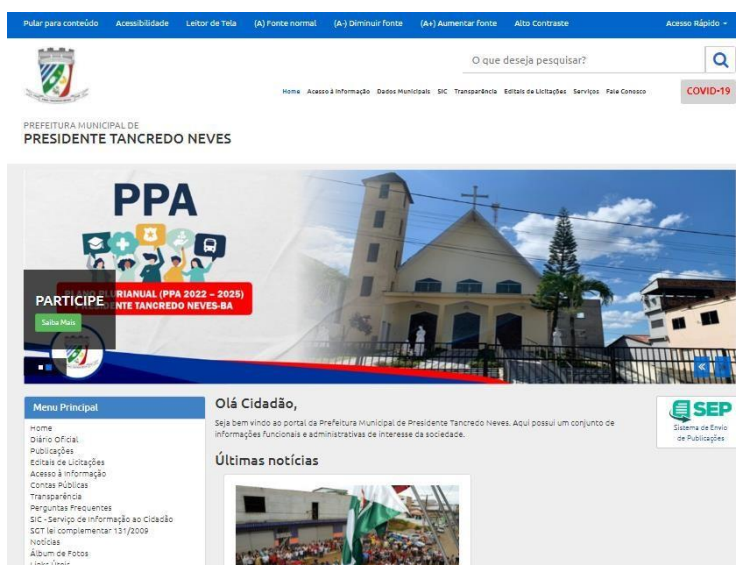 Pular para conteúdo Acessibilidade Leitor de Tela (A) Fonte normal (A-) Diminuir fonte (A+) Aumentar fonte Alto Contraste Acesso Rápido
O que deseja pesquisar?
Home Acesso à Informação Dados Municipais SIC Transparência Editais de Licitações Serviços Fale Conosco COVID-19
PREFEITURA MUNICIPAL DE
PRESIDENTE TANCREDO NEVES
PPA
PLURIANUAL (PPA 2022 – 2025)
TANCREDO NEVES-BA
PARTICIPE
Saiba Mais
Menu Principal
Home
Diário Oficial
Publicações
Editais de Licitações
Acesso à Informação
Contas Públicas
Transparência
Perguntas Frequentes
SIC - Serviço de Informação ao Cidadão
SGT lei complementar 131/2009
Notícias
Álbum de Fotos
Links Úteis
Olá Cidadão,
Seja bem vindo ao portal da Prefeitura Municipal de Presidente Tancredo Neves. Aqui possui um conjunto de
informações funcionais e administrativas de interesse da sociedade.
Últimas notícias
SEP
Sistema de Envio
de Publicações